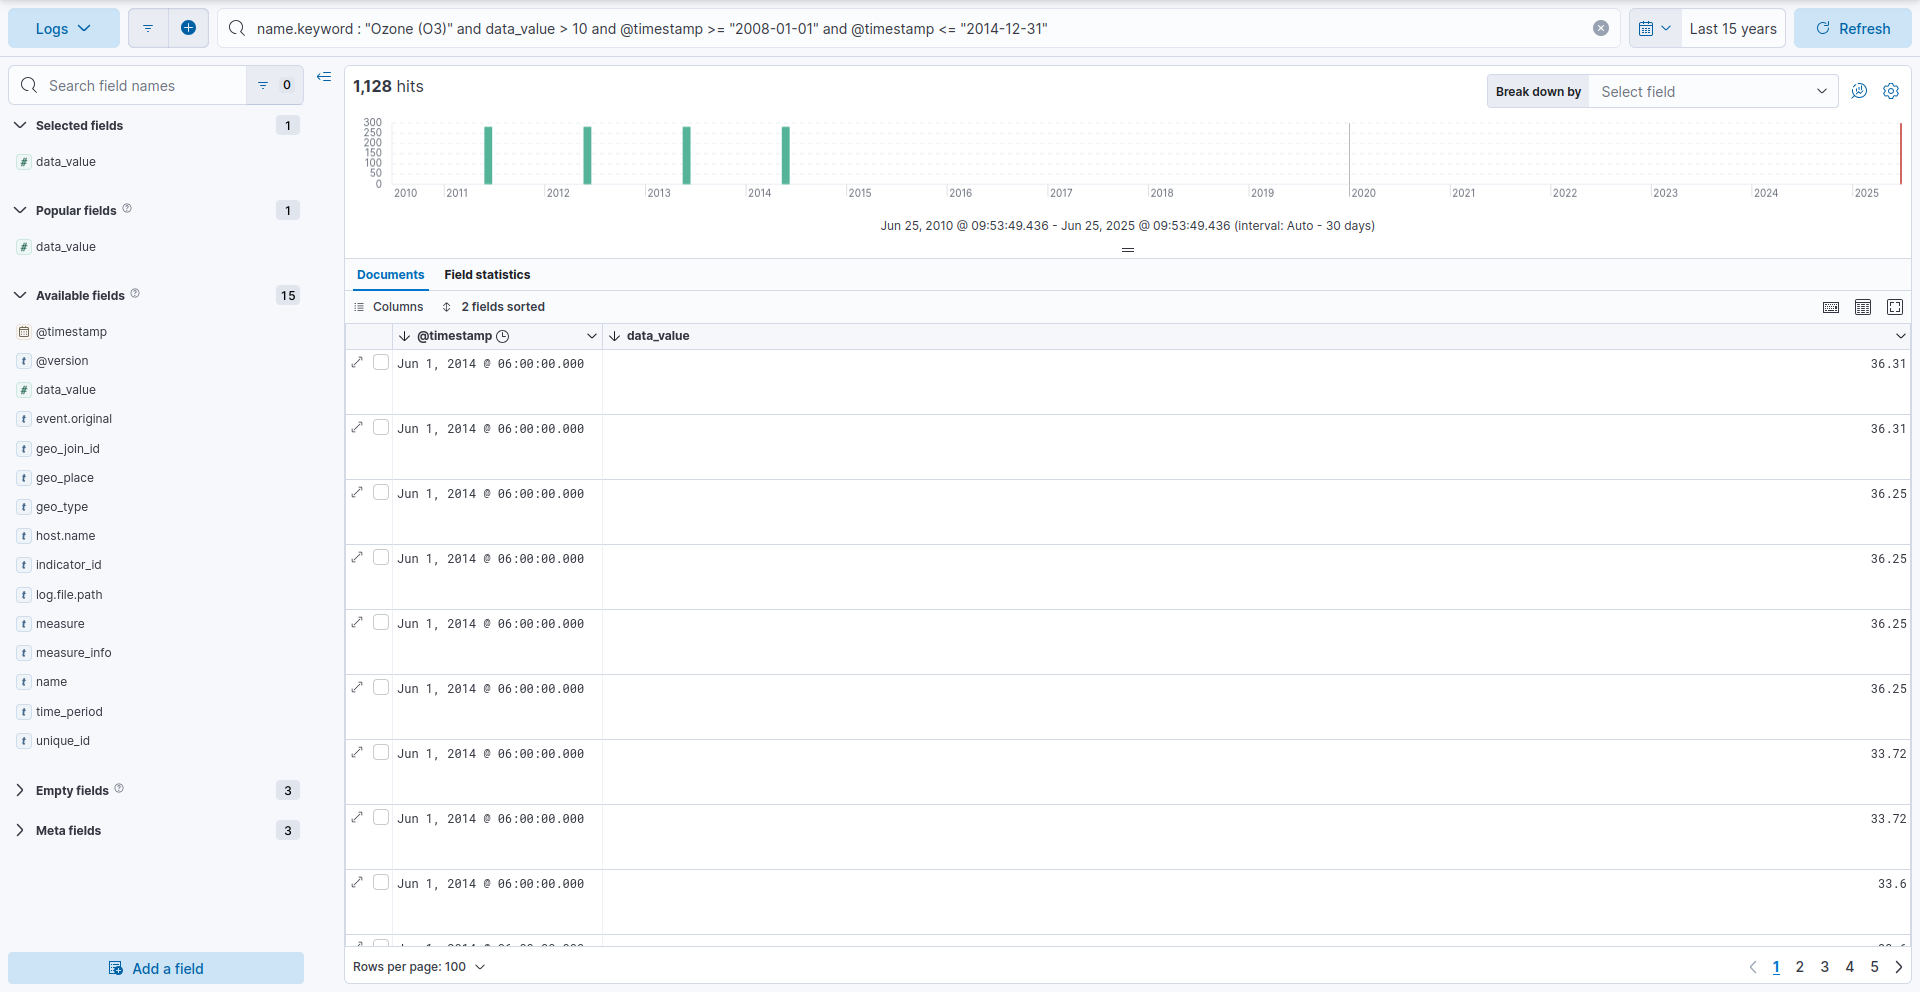 Logs
name.keyword : "Ozone (O3)" and data_value > 10 and @timestamp >= "2008-01-01" and @timestamp <= "2014-12-31"
Last 15 years
Refresh
Search field names
0
Selected fields
1
data_value
Popular fields
1
data_value
Available fields
15
@timestamp
@version
data_value
event.original
geo_join_id
geo_place
geo_type
host.name
indicator_id
log.file.path
measure
measure_info
name
time_period
unique_id
Empty fields
3
Meta fields
3
Add a field
1,128 hits
Break down by
Select field
300
250
200
150
100
50
0
2010 2011 2012 2013 2014 2015 2016 2017 2018 2019 2020 2021 2022 2023 2024 2025
Jun 25, 2010 @ 09:53:49.436 - Jun 25, 2025 @ 09:53:49.436 (interval: Auto - 30 days)
Documents Field statistics
Columns 2 fields sorted
@timestamp data_value
Jun 1, 2014 @ 06:00:00.000 36.31
Jun 1, 2014 @ 06:00:00.000 36.31
Jun 1, 2014 @ 06:00:00.000 36.25
Jun 1, 2014 @ 06:00:00.000 36.25
Jun 1, 2014 @ 06:00:00.000 36.25
Jun 1, 2014 @ 06:00:00.000 36.25
Jun 1, 2014 @ 06:00:00.000 33.72
Jun 1, 2014 @ 06:00:00.000 33.72
Jun 1, 2014 @ 06:00:00.000 33.6
Rows per page: 100
1 2 3 4 5